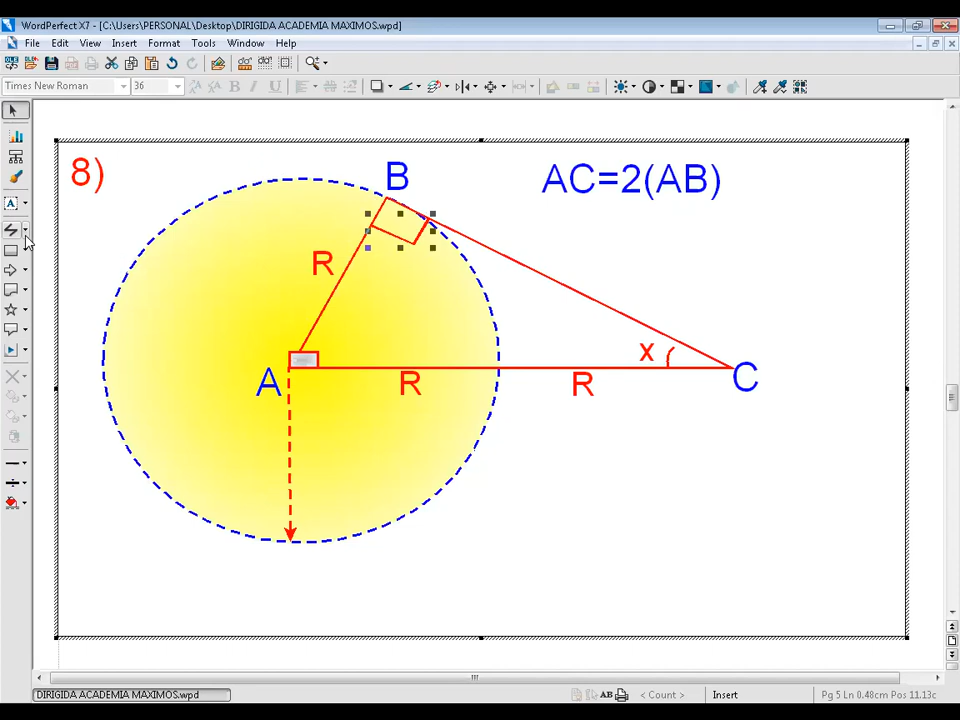 WordPerfect X7 - [C:\Users\PERSONAL\Desktop\DIRIGIDA ACADEMIA MAXIMOS.wpd]
File Edit View Insert Format Tools Window Help
Times New Roman 36
8)
B
AC=2(AB)
R
x
A
R
R
C
DIRIGIDA ACADEMIA MAXIMOS.wpd
AB
< Count >
Insert
Pg 5 Ln 0.48cm Pos 11.13c